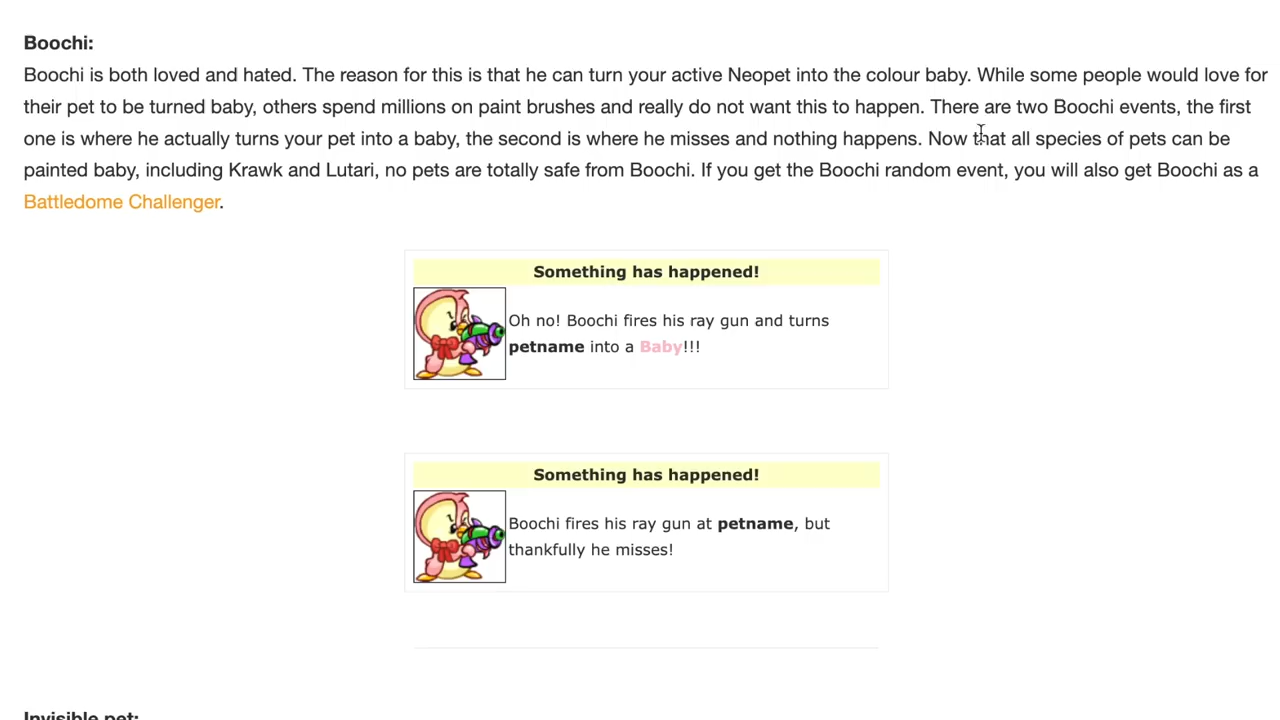 Boochi:
Boochi is both loved and hated. The reason for this is that he can turn your active Neopet into the colour baby. While some people would love for
their pet to be turned baby, others spend millions on paint brushes and really do not want this to happen. There are two Boochi events, the first
one is where he actually turns your pet into a baby, the second is where he misses and nothing happens. Now that all species of pets can be
painted baby, including Krawk and Lutari, no pets are totally safe from Boochi. If you get the Boochi random event, you will also get Boochi as a
Battledome Challenger.
Something has happened!
Oh no! Boochi fires his ray gun and turns
petname into a Baby!!!
Something has happened!
Boochi fires his ray gun at petname, but
thankfully he misses!
Invisible pet: